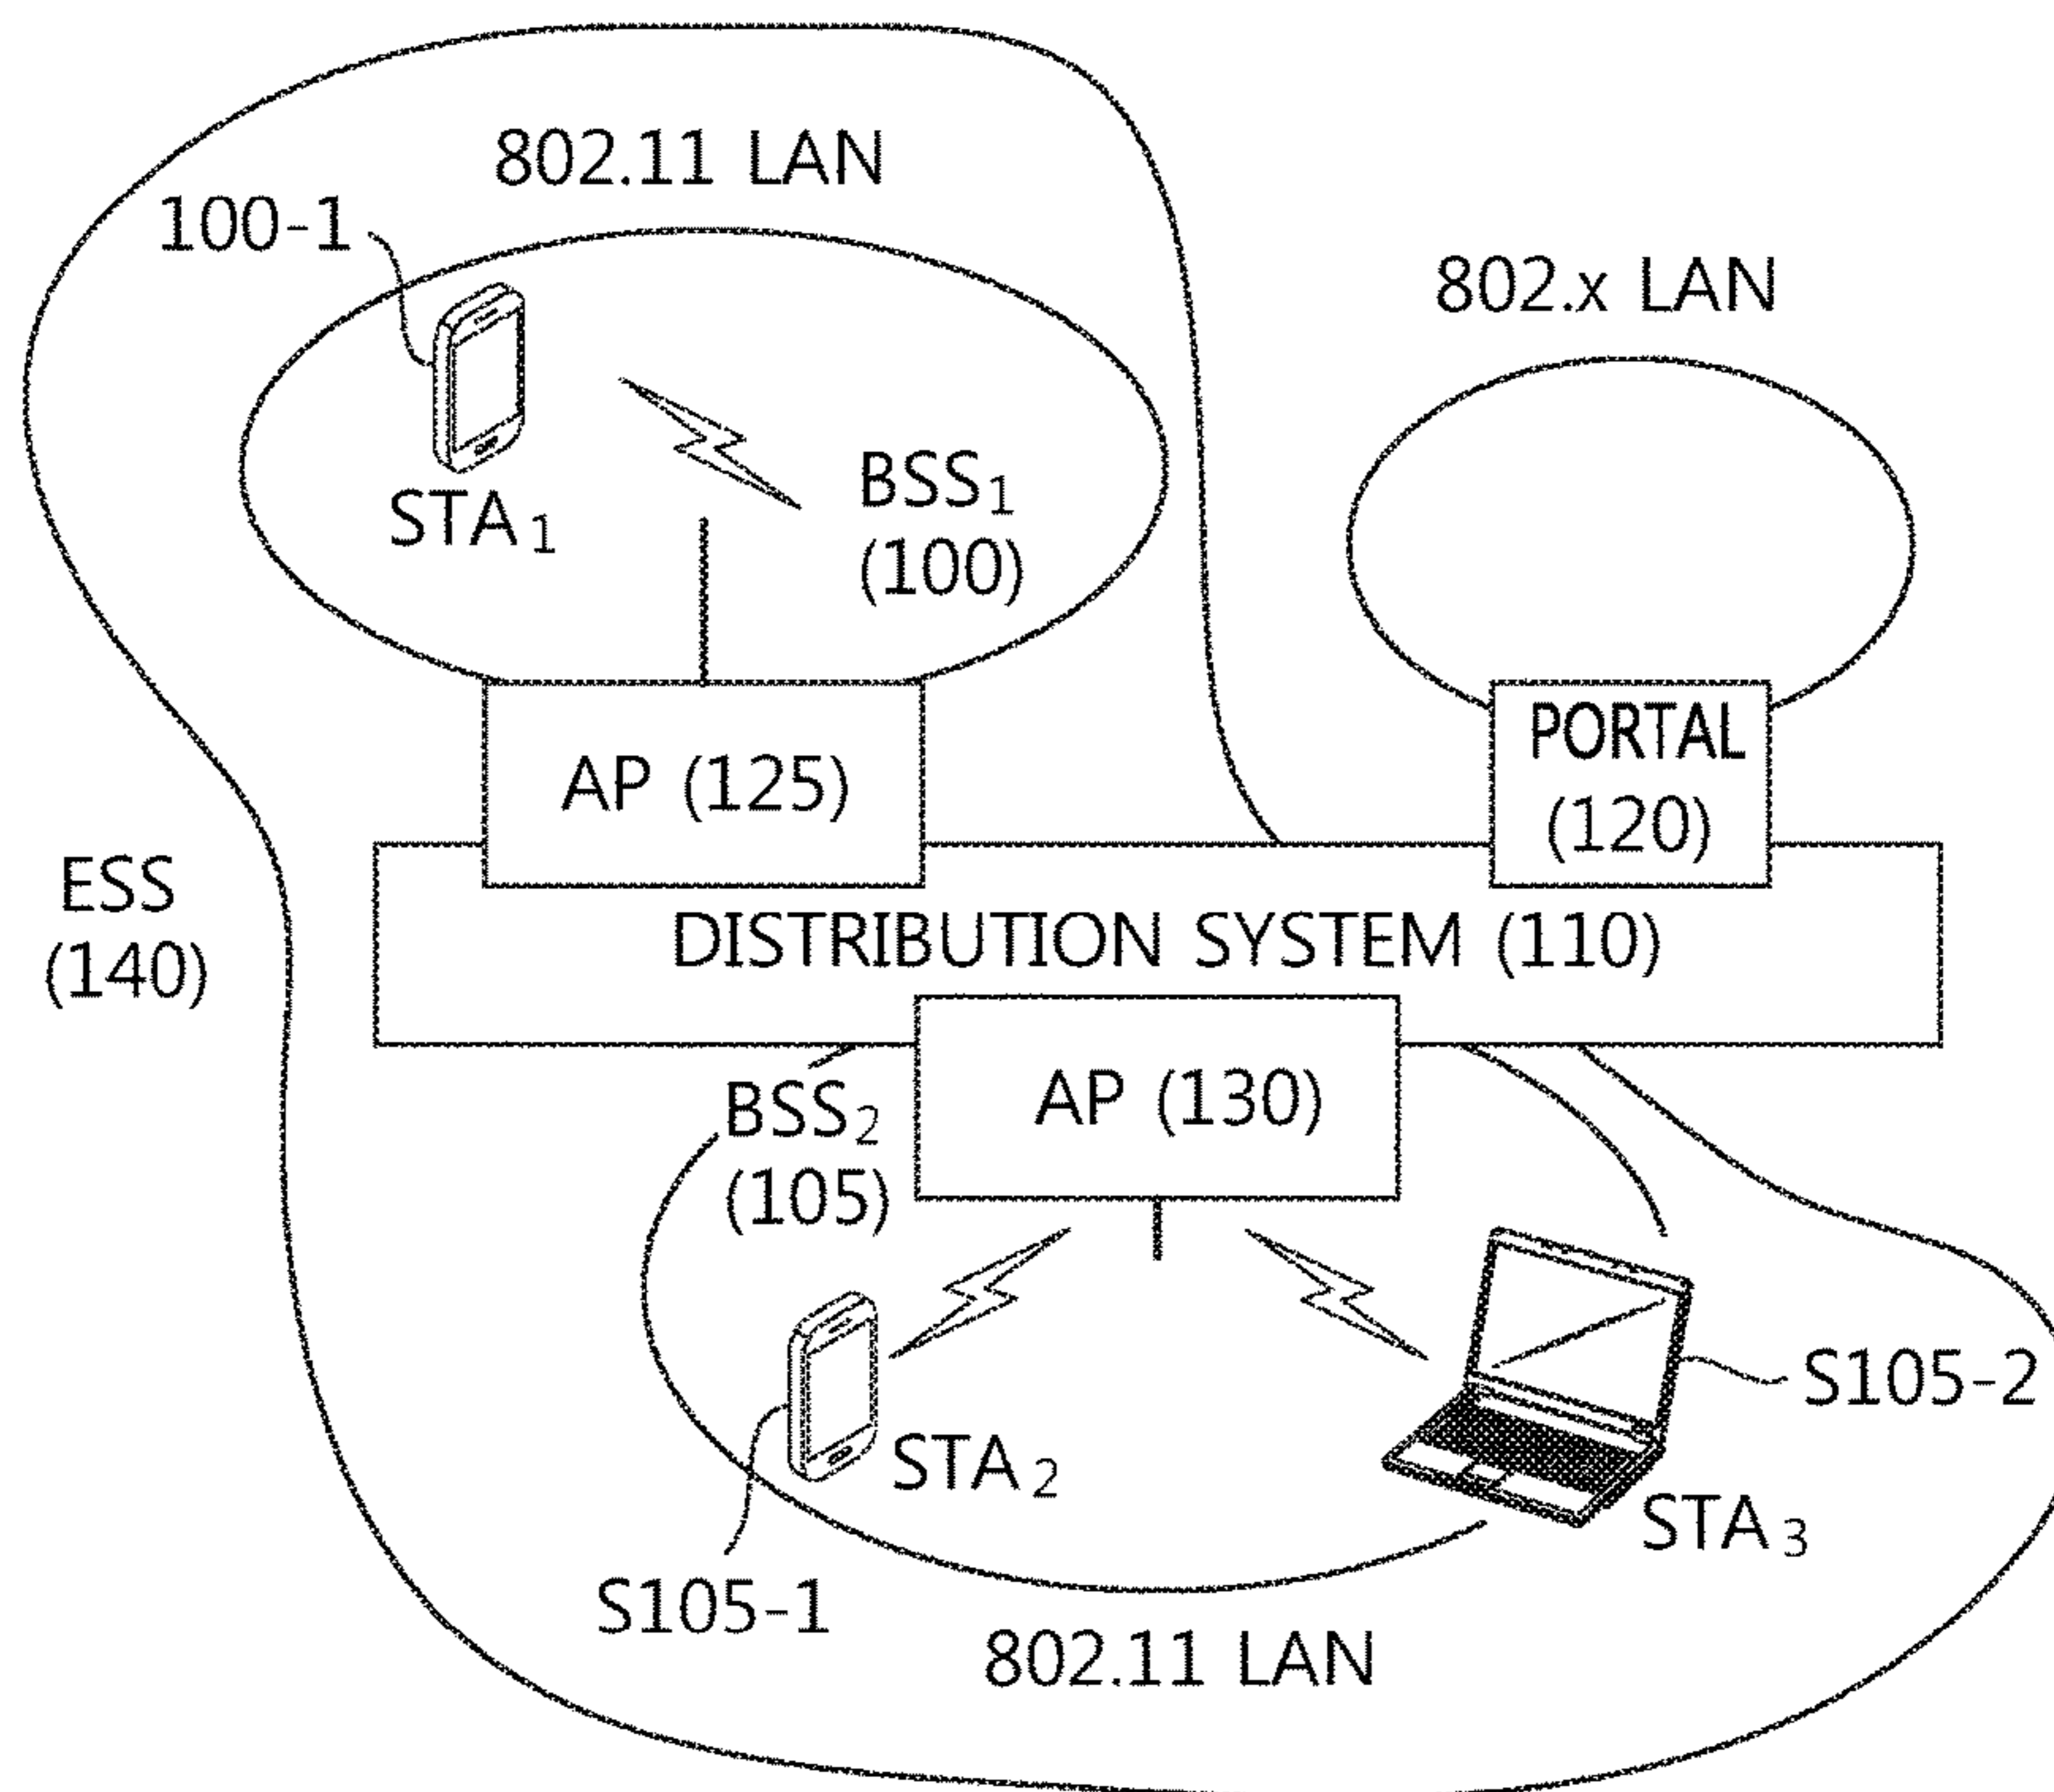 802.11 LAN
100-1
802.x LAN
STA1
BSS1
(100)
PORTAL
(120)
AP (125)
ESS
(140)
DISTRIBUTION SYSTEM (110)
BSS2
(105)
AP (130)
S105-2
STA2
STA3
S105-1
802.11 LAN